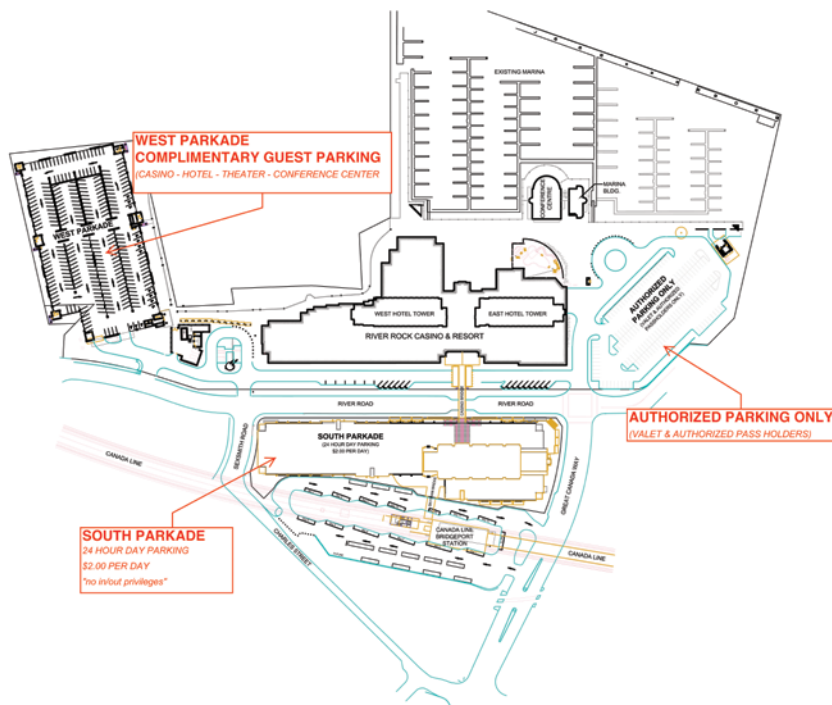 EXISTING MARINA
WEST PARKADE
COMPLIMENTARY GUEST PARKING
(CASINO - HOTEL - THEATER - CONFERENCE CENTER
CONFERENCE
CENTRE
MARINA
BLDG.
WEST PARKADE
AUTHORIZED
PARKING ONLY
(VALET & AUTHORIZED
PASSHOLDERS ONLY)
WEST HOTEL TOWER
EAST HOTEL TOWER
RIVER ROCK CASINO & RESORT
RIVER ROAD
RIVER ROAD
AUTHORIZED PARKING ONLY
(VALET & AUTHORIZED PASS HOLDERS)
SEXSMITH ROAD
SOUTH PARKADE
(24 HOUR DAY PARKING
$2.00 PER DAY)
CANADA LINE
GREAT CANADA WAY
SOUTH PARKADE
24 HOUR DAY PARKING
$2.00 PER DAY
"no in/out privileges"
CANADA LINE
BRIDGEPORT
STATION
CANADA LINE
CHARLES STREET